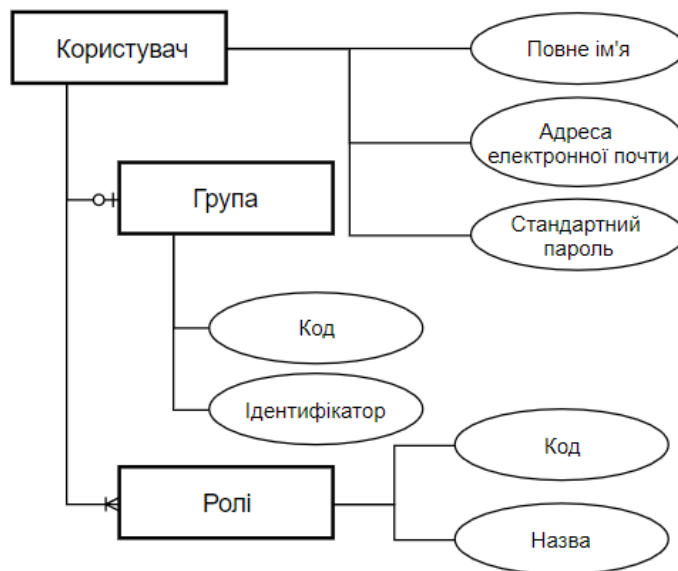 Користувач
Повне ім'я
Адреса
електронної почти
Група
Стандартний
пароль
Код
Ідентифікатор
Код
Ролі
Назва